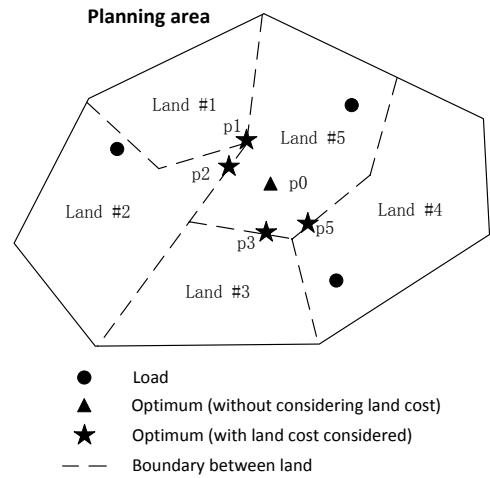 Planning area
Land #1
p1
Land #5
p2
p0
Land #2
Land #4
p3
p5
Land #3
Load
Optimum (without considering land cost)
Optimum (with land cost considered)
Boundary between land